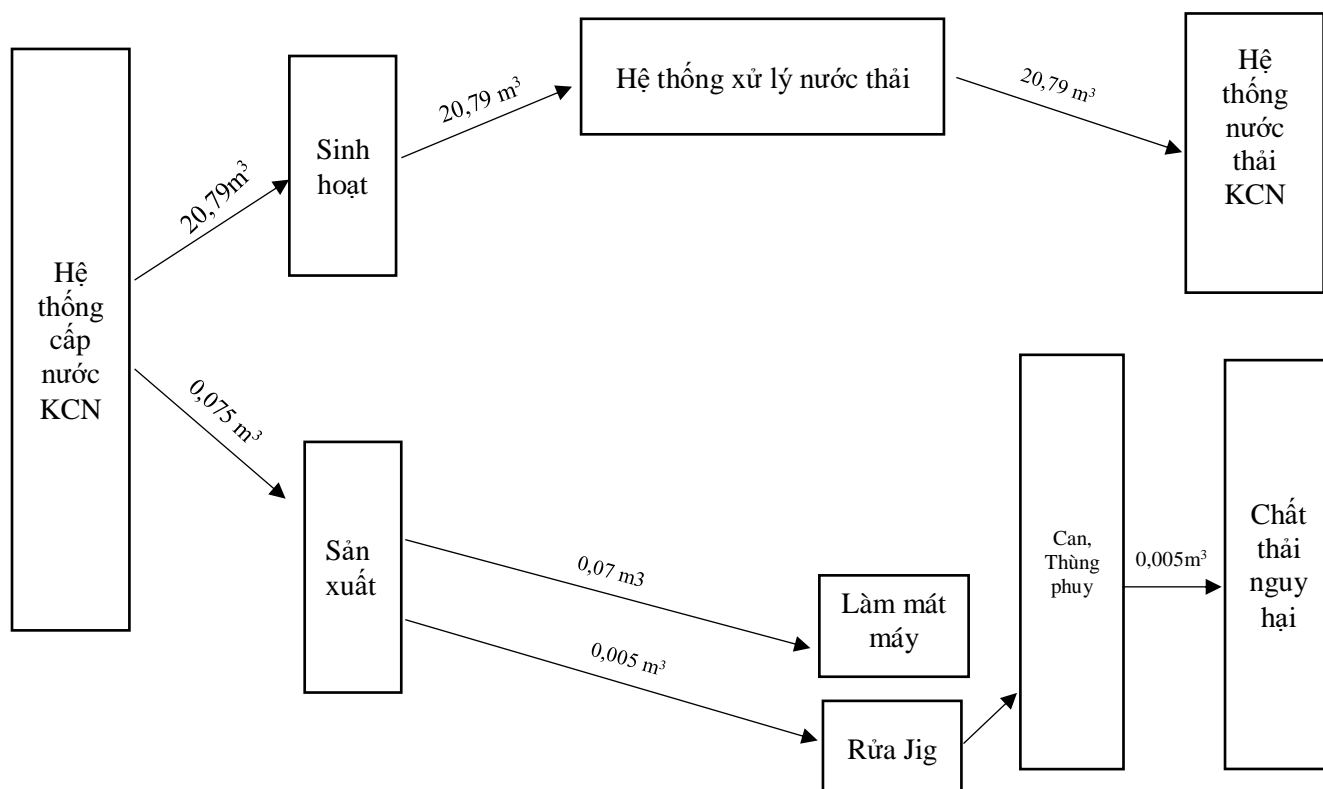 Hệ
thống
cấp
nước
KCN
20,79m³
Sinh
hoạt
20,79 m³
Hệ thống xử lý nước thải
20,79 m³
Hệ
thống
nước
thải
KCN
0,075 m³
Sản
xuất
0,07 m3
Làm mát
máy
0,005 m³
Rửa Jig
Can,
Thùng
phuy
0,005m³
Chất
thải
nguy
hại